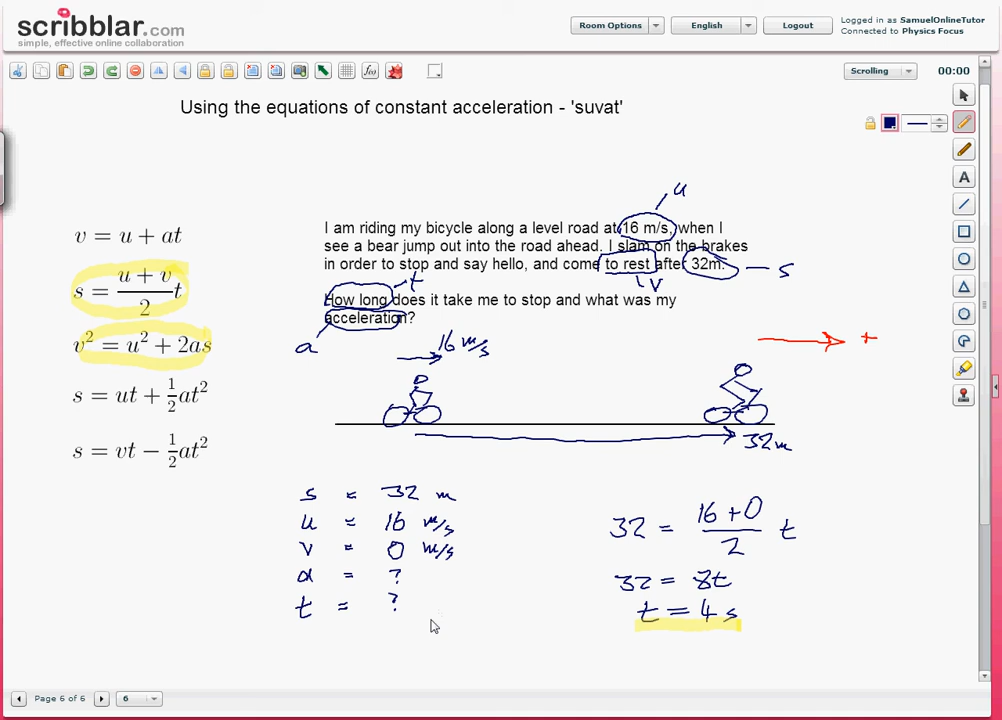 scribblar.com
simple, effective online collaboration
Room Options
English
Logout
Logged in as SamuelOnlineTutor
Connected to Physics Focus
f(x)
Scrolling
00:00
Using the equations of constant acceleration - 'suvat'
A
u
v = u + at
I am riding my bicycle along a level road at 16 m/s, when I
see a bear jump out into the road ahead. I slam on the brakes
in order to stop and say hello, and come to rest after 32m.
s
t
v
s = (u + v)/2 t
How long does it take me to stop and what was my
acceleration?
a
v² = u² + 2as
16 m/s
+
s = ut + ½at²
32m
s = vt − ½at²
s = 32 m
u = 16 m/s
v = 0 m/s
a = ?
t = ?
32 = (16 + 0)/2 t
32 = 8t
t = 4 s
Page 6 of 6
6